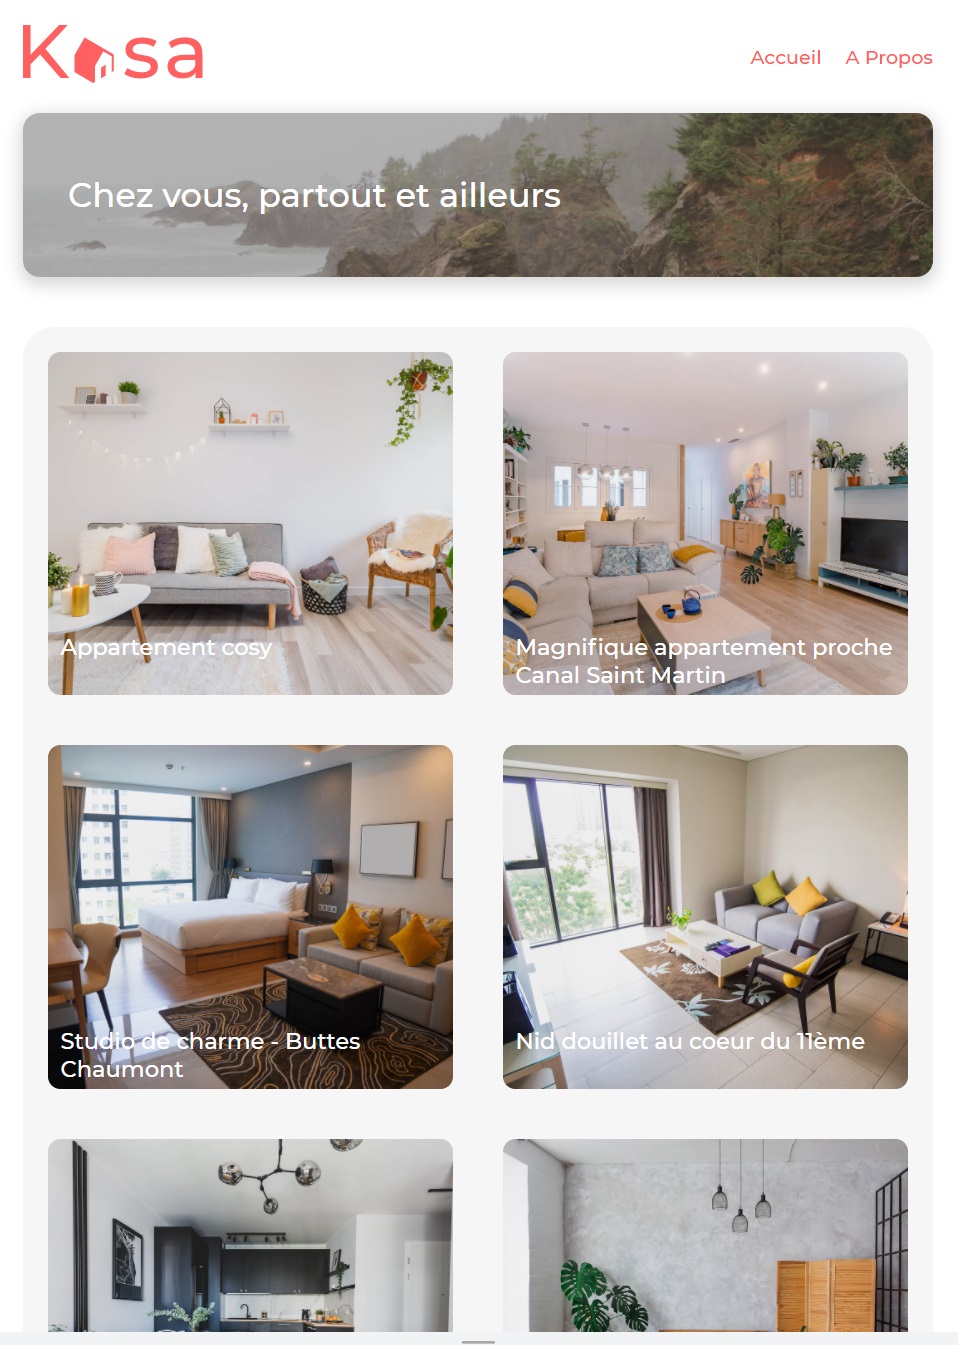 Kasa
Accueil A Propos
Chez vous, partout et ailleurs
Appartement cosy
Magnifique appartement proche
Canal Saint Martin
Studio de charme - Buttes
Chaumont
Nid douillet au coeur du 11ème